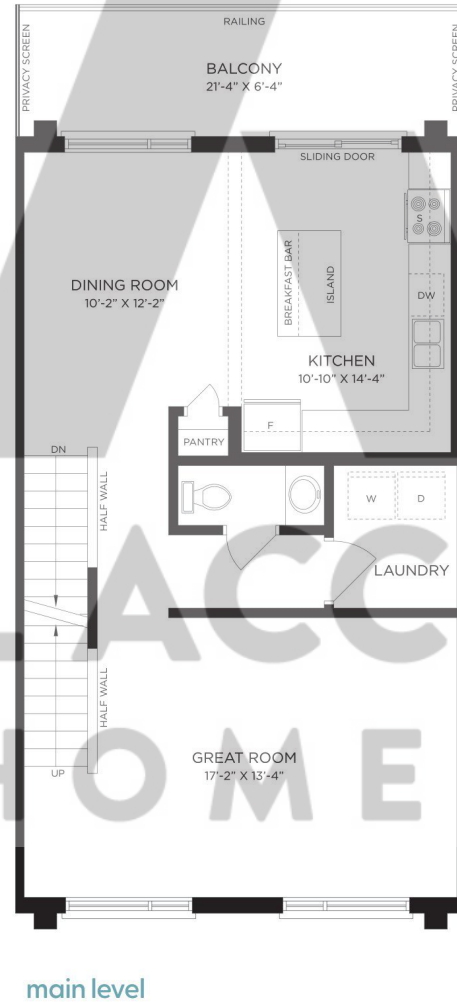 RAILING
PRIVACY SCREEN
PRIVACY SCREEN
BALCONY
21'-4" X 6'-4"
SLIDING DOOR
S
BREAKFAST BAR
ISLAND
DW
DINING ROOM
10'-2" X 12'-2"
KITCHEN
10'-10" X 14'-4"
F
PANTRY
DN
HALF WALL
W
D
LAUNDRY
HALF WALL
UP
GREAT ROOM
17'-2" X 13'-4"
ACC
HOME
main level